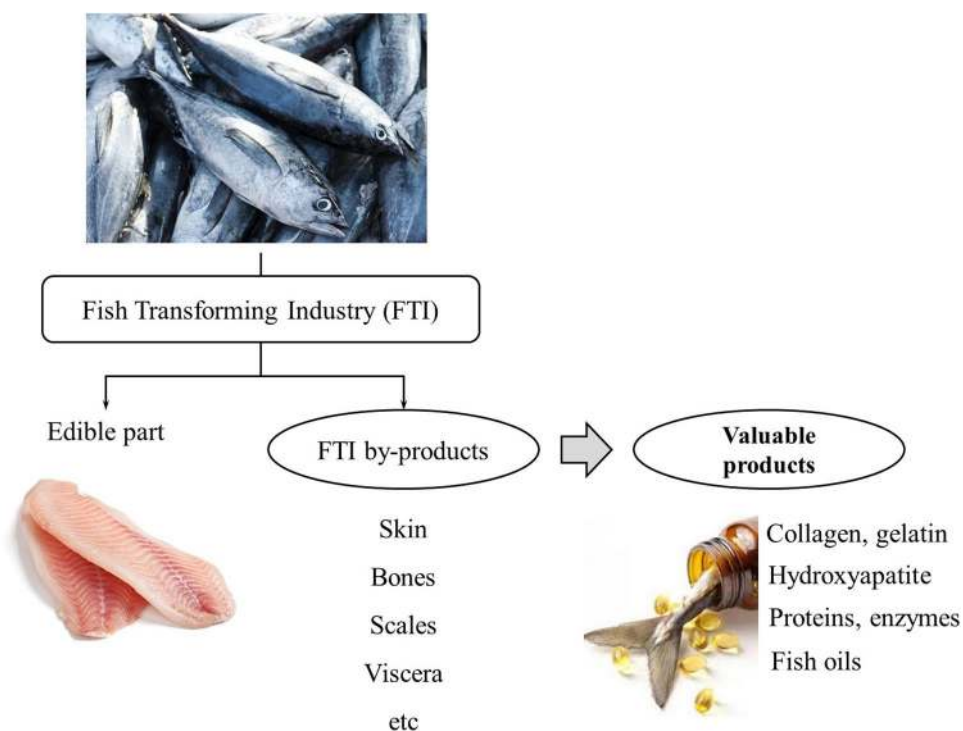 Fish Transforming Industry (FTI)
Edible part
FTI by-products
Skin
Bones
Scales
Viscera
etc
Valuable
products
Collagen, gelatin
Hydroxyapatite
Proteins, enzymes
Fish oils